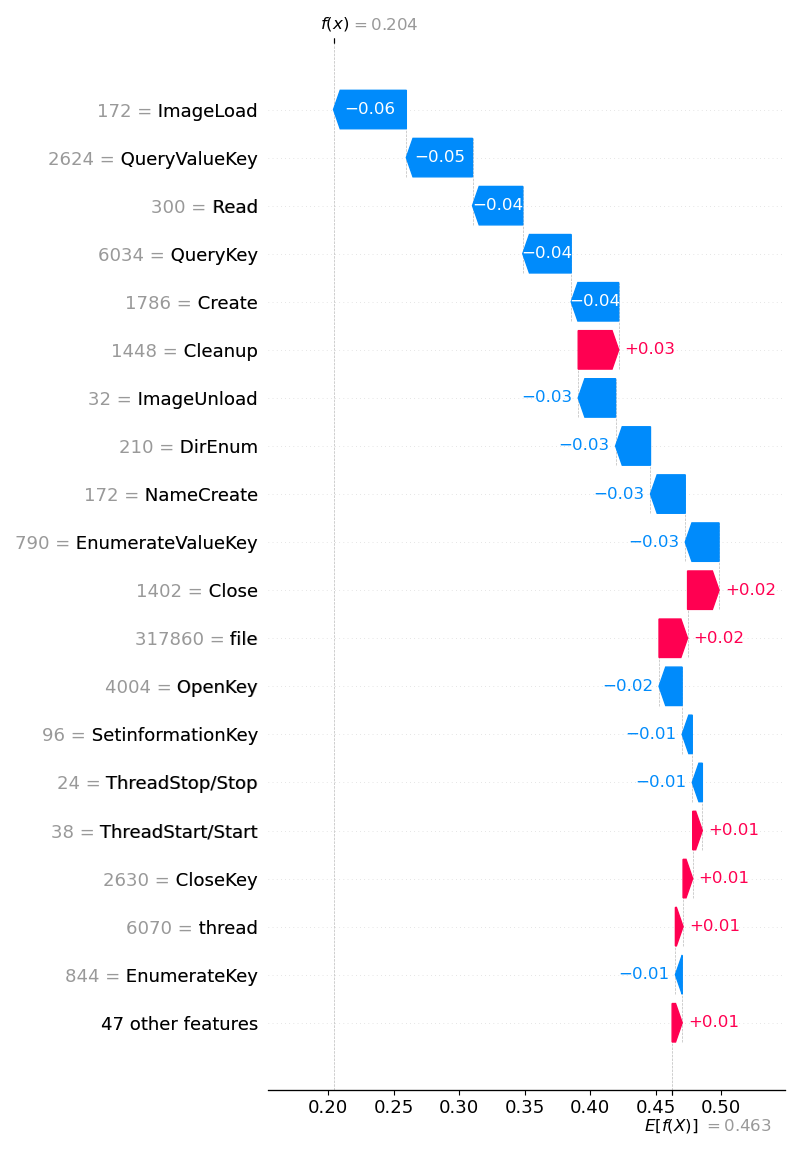 f(x) = 0.204
172 = ImageLoad −0.06
2624 = QueryValueKey −0.05
300 = Read −0.04
6034 = QueryKey −0.04
1786 = Create −0.04
1448 = Cleanup +0.03
32 = ImageUnload −0.03
210 = DirEnum −0.03
172 = NameCreate −0.03
790 = EnumerateValueKey −0.03
1402 = Close +0.02
317860 = file +0.02
4004 = OpenKey −0.02
96 = SetinformationKey −0.01
24 = ThreadStop/Stop −0.01
38 = ThreadStart/Start +0.01
2630 = CloseKey +0.01
6070 = thread +0.01
844 = EnumerateKey −0.01
47 other features +0.01
0.20 0.25 0.30 0.35 0.40 0.45 0.50
E[f(X)] = 0.463